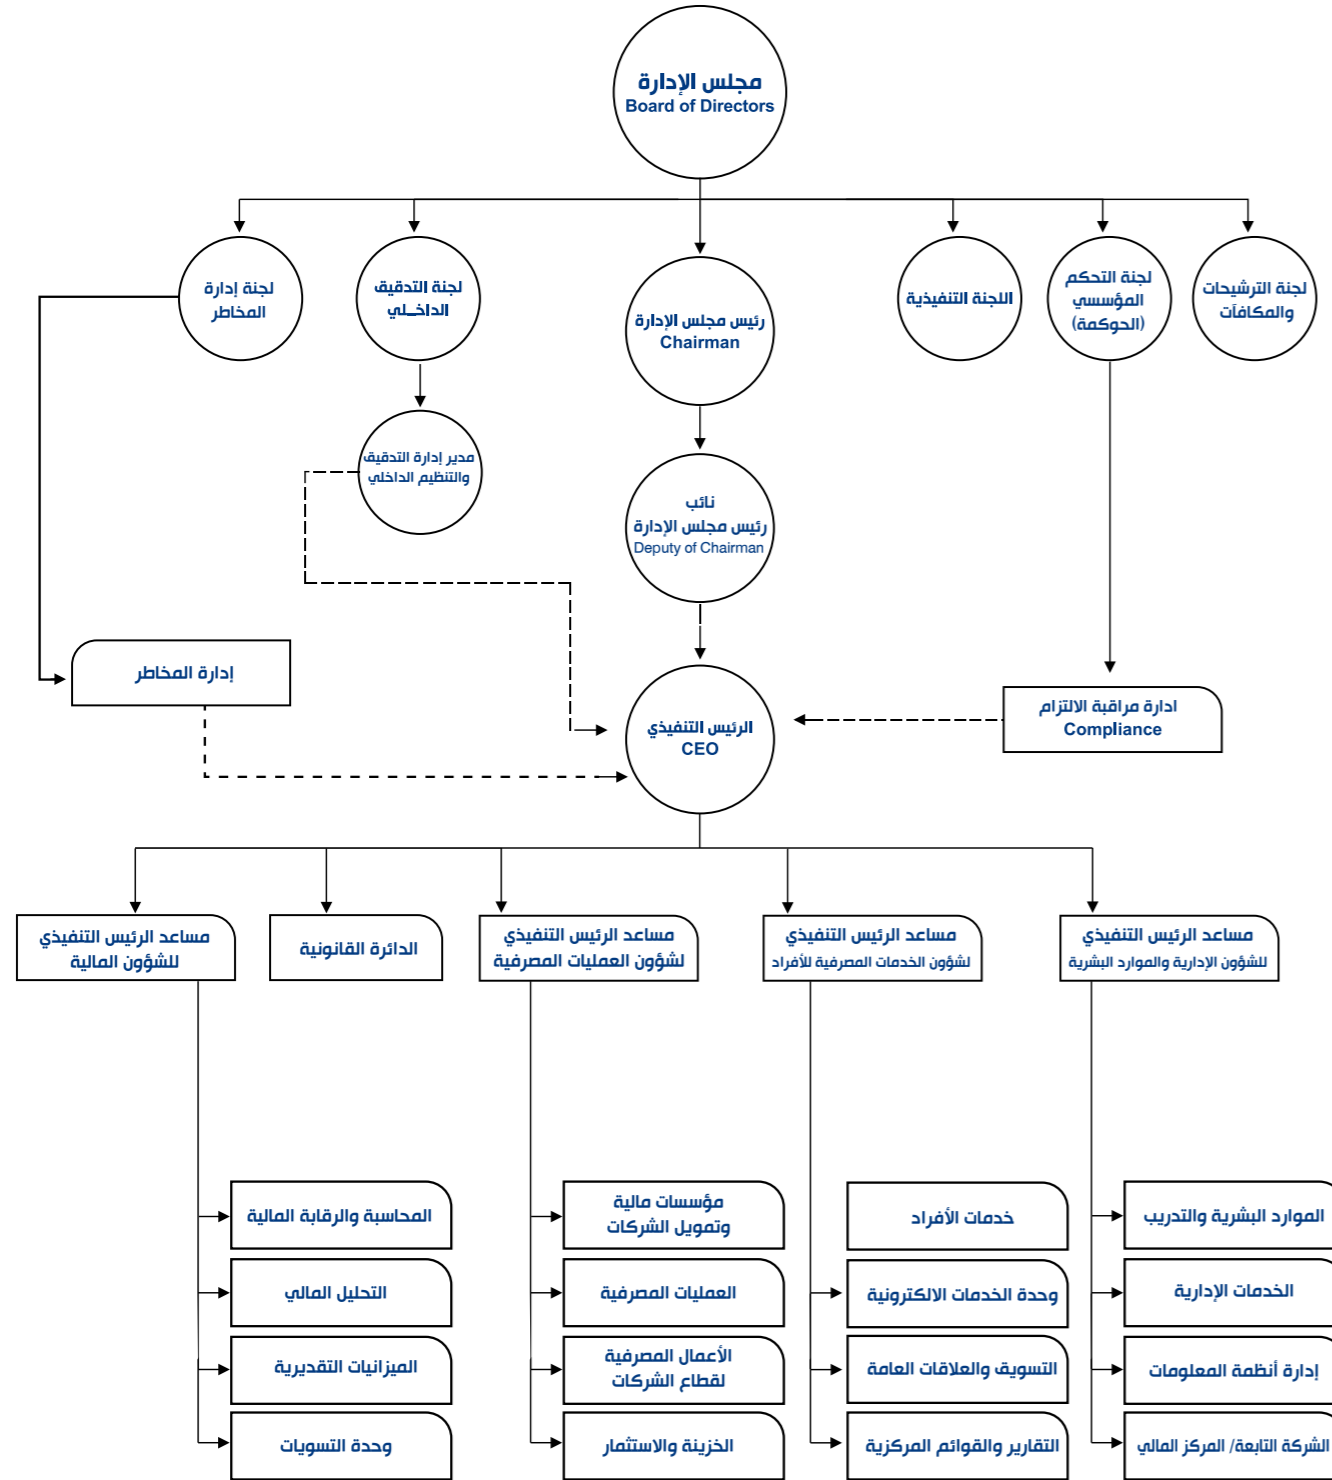 مجلس الإدارة
Board of Directors
لجنة الترشيحات
والمكافآت
لجنة التحكم
المؤسسي
(الحوكمة)
اللجنة التنفيذية
رئيس مجلس الإدارة
Chairman
لجنة التدقيق
الداخلي
لجنة إدارة
المخاطر
مدير إدارة التدقيق
والتنظيم الداخلي
نائب
رئيس مجلس الإدارة
Deputy of Chairman
إدارة المخاطر
ادارة مراقبة الالتزام
Compliance
الرئيس التنفيذي
CEO
مساعد الرئيس التنفيذي
للشؤون الإدارية والموارد البشرية
مساعد الرئيس التنفيذي
لشؤون الخدمات المصرفية للأفراد
مساعد الرئيس التنفيذي
لشؤون العمليات المصرفية
الدائرة القانونية
مساعد الرئيس التنفيذي
للشؤون المالية
الموارد البشرية والتدريب
الخدمات الإدارية
إدارة أنظمة المعلومات
الشركة التابعة/ المركز المالي
خدمات الأفراد
وحدة الخدمات الالكترونية
التسويق والعلاقات العامة
التقارير والقوائم المركزية
مؤسسات مالية
وتمويل الشركات
العمليات المصرفية
الأعمال المصرفية
لقطاع الشركات
الخزينة والاستثمار
المحاسبة والرقابة المالية
التحليل المالي
الميزانيات التقديرية
وحدة التسويات